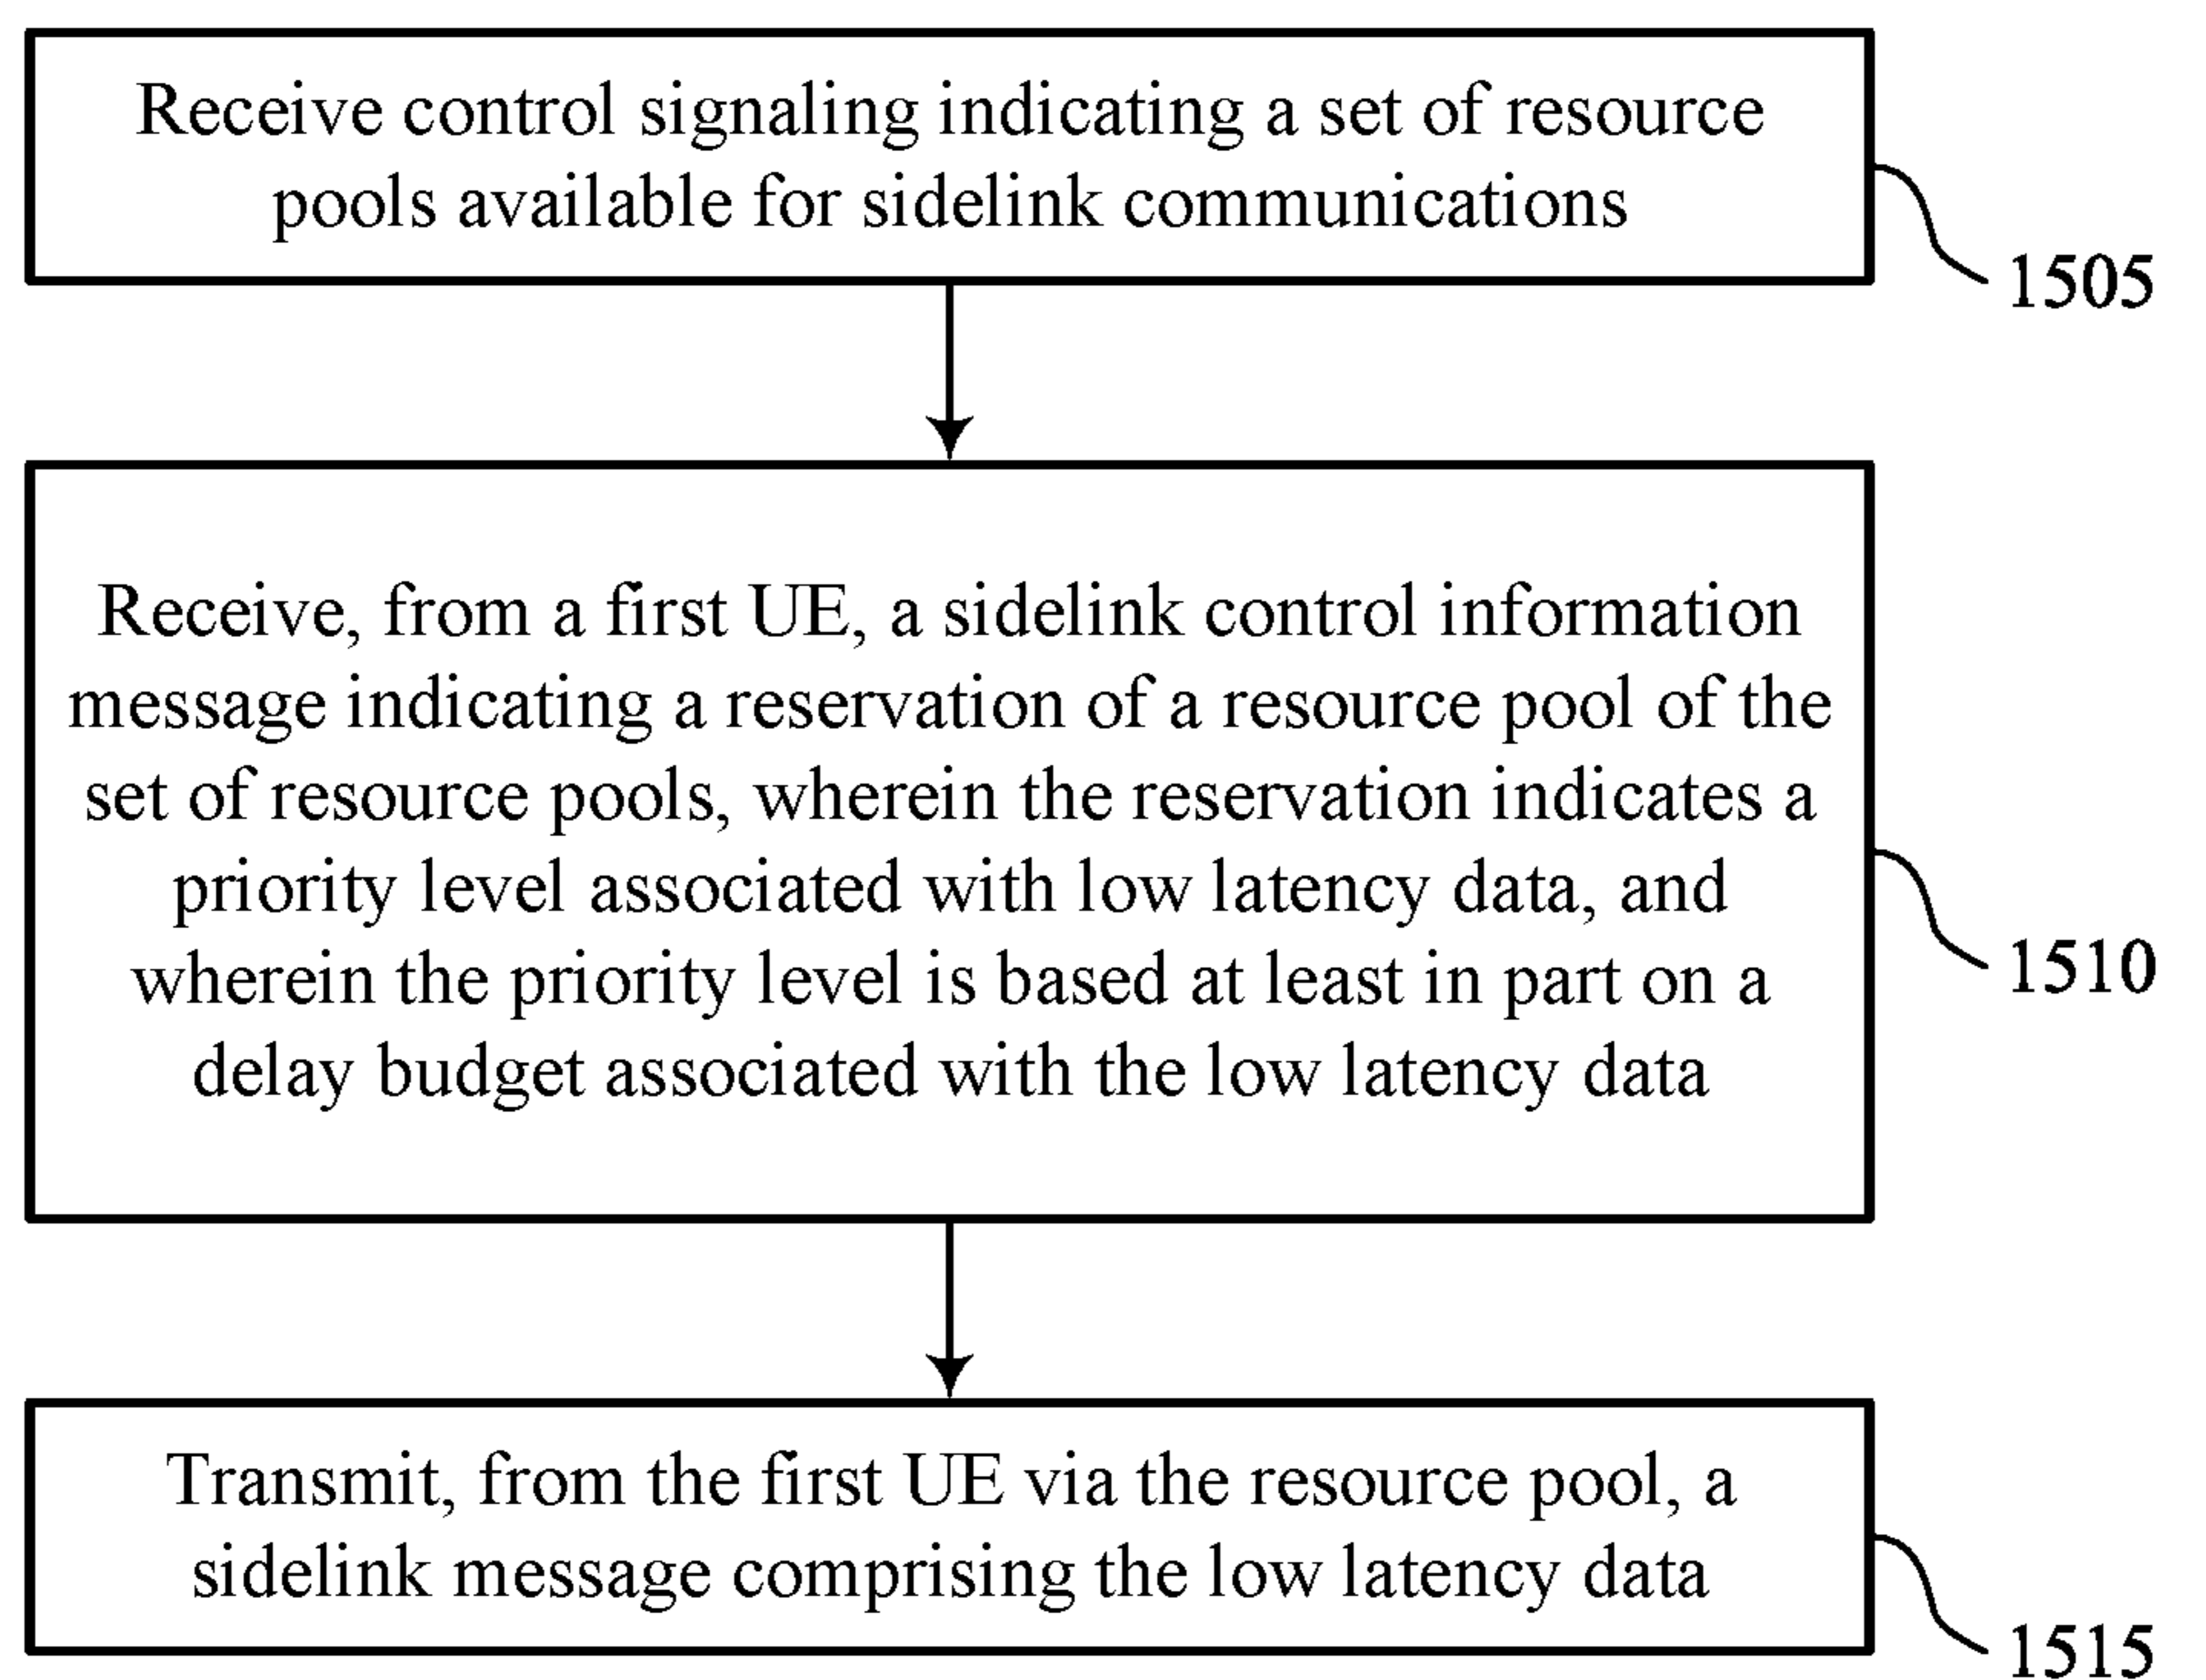 Receive control signaling indicating a set of resource
pools available for sidelink communications
1505
Receive, from a first UE, a sidelink control information
message indicating a reservation of a resource pool of the
set of resource pools, wherein the reservation indicates a
priority level associated with low latency data, and
wherein the priority level is based at least in part on a
delay budget associated with the low latency data
1510
Transmit, from the first UE via the resource pool, a
sidelink message comprising the low latency data
1515